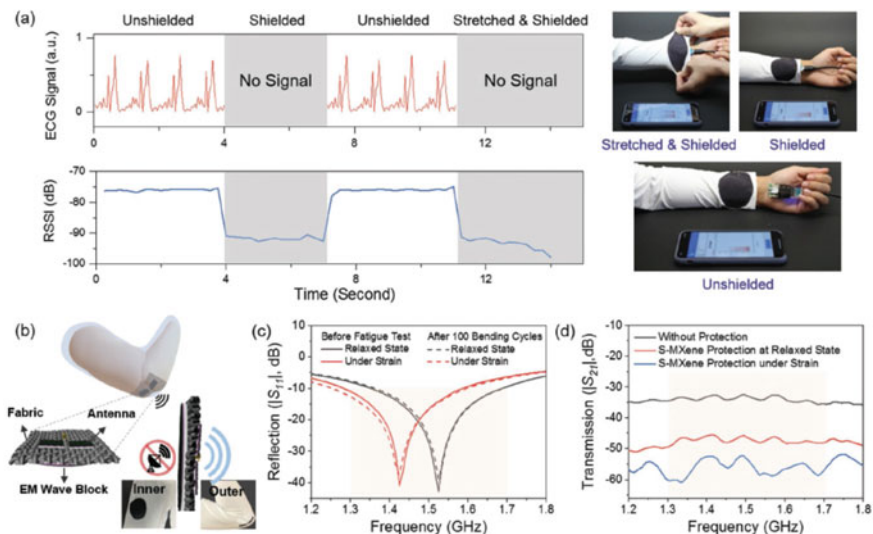 (a)
Unshielded Shielded Unshielded Stretched & Shielded
ECG Signal (a.u.)
1
0
No Signal
No Signal
0 4 8 12
RSSI (dB)
-70
-80
-90
-100
0 4 8 12
Time (Second)
Stretched & Shielded
Shielded
Unshielded
(b)
Fabric
Antenna
EM Wave Block
Inner
Outer
(c)
Before Fatigue Test After 100 Bending Cycles
Relaxed State Relaxed State
Under Strain Under Strain
Reflection (|S11|, dB)
10
0
-10
-20
-30
-40
1.2 1.3 1.4 1.5 1.6 1.7 1.8
Frequency (GHz)
(d)
Without Protection
S-MXene Protection at Relaxed State
S-MXene Protection under Strain
Transmission (|S21|,dB)
-10
-20
-30
-40
-50
-60
1.2 1.3 1.4 1.5 1.6 1.7 1.8
Frequency (GHz)